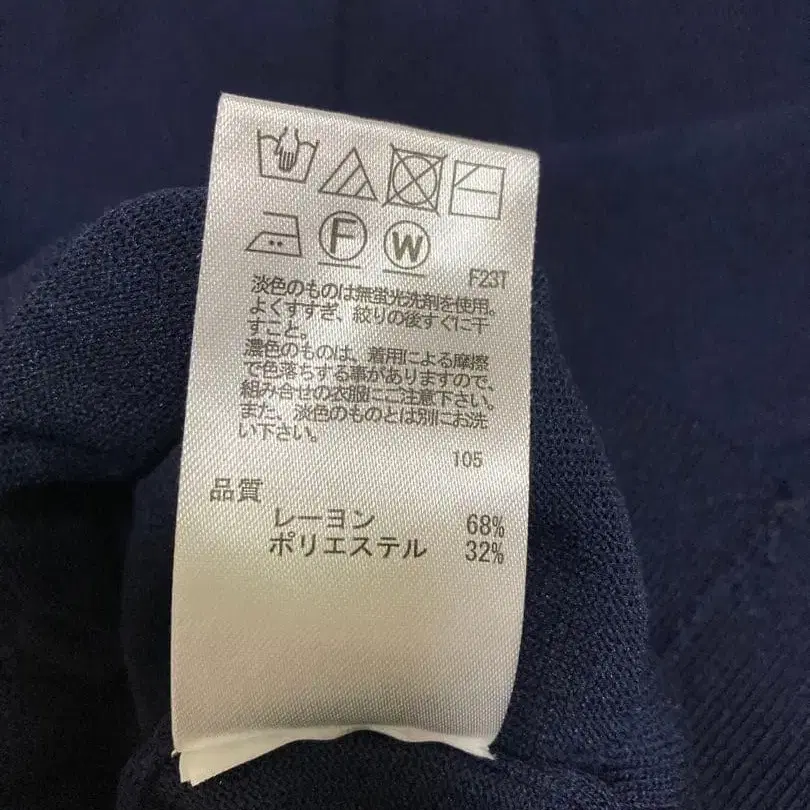 F W
F23T
淡色のものは無蛍光洗剤を使用。
よくすすぎ、絞りの後すぐに干
すこと。
濃色のものは、着用による摩擦
で色落ちする事がありますので、
組み合せの衣服にご注意下さい。
また、淡色のものとは別にお洗
い下さい。
105
品質
レーヨン 68%
ポリエステル 32%